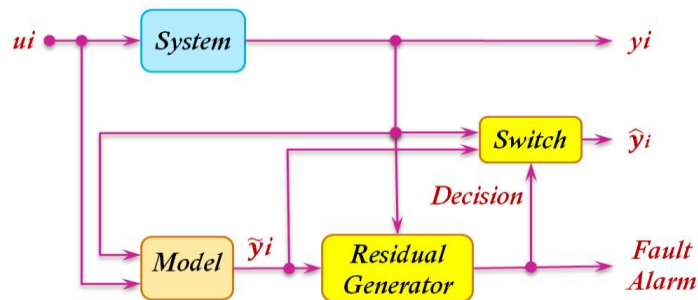 ui
System
yi
Switch
ŷi
Decision
Model
ỹi
Residual
Generator
Fault
Alarm